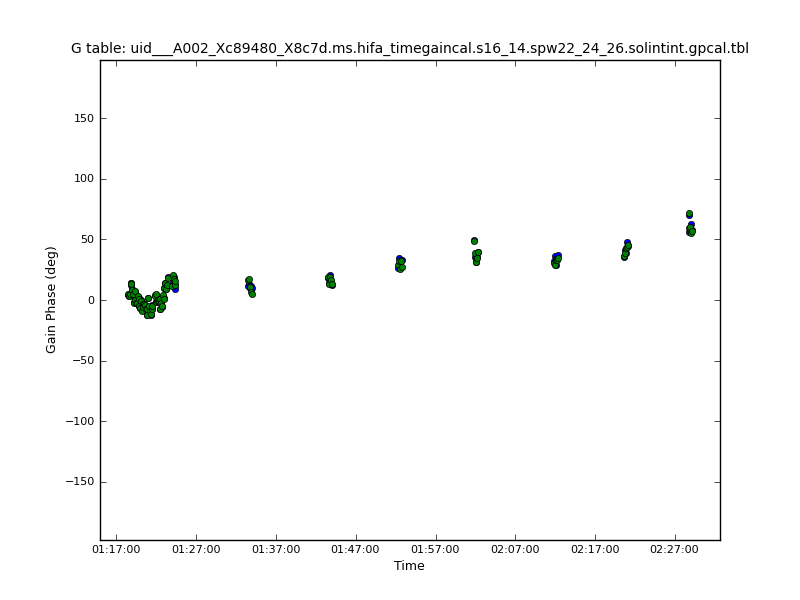 G table: uid___A002_Xc89480_X8c7d.ms.hifa_timegaincal.s16_14.spw22_24_26.solintint.gpcal.tbl
150
100
50
0
−50
−100
−150
Gain Phase (deg)
01:17:00 01:27:00 01:37:00 01:47:00 01:57:00 02:07:00 02:17:00 02:27:00
Time